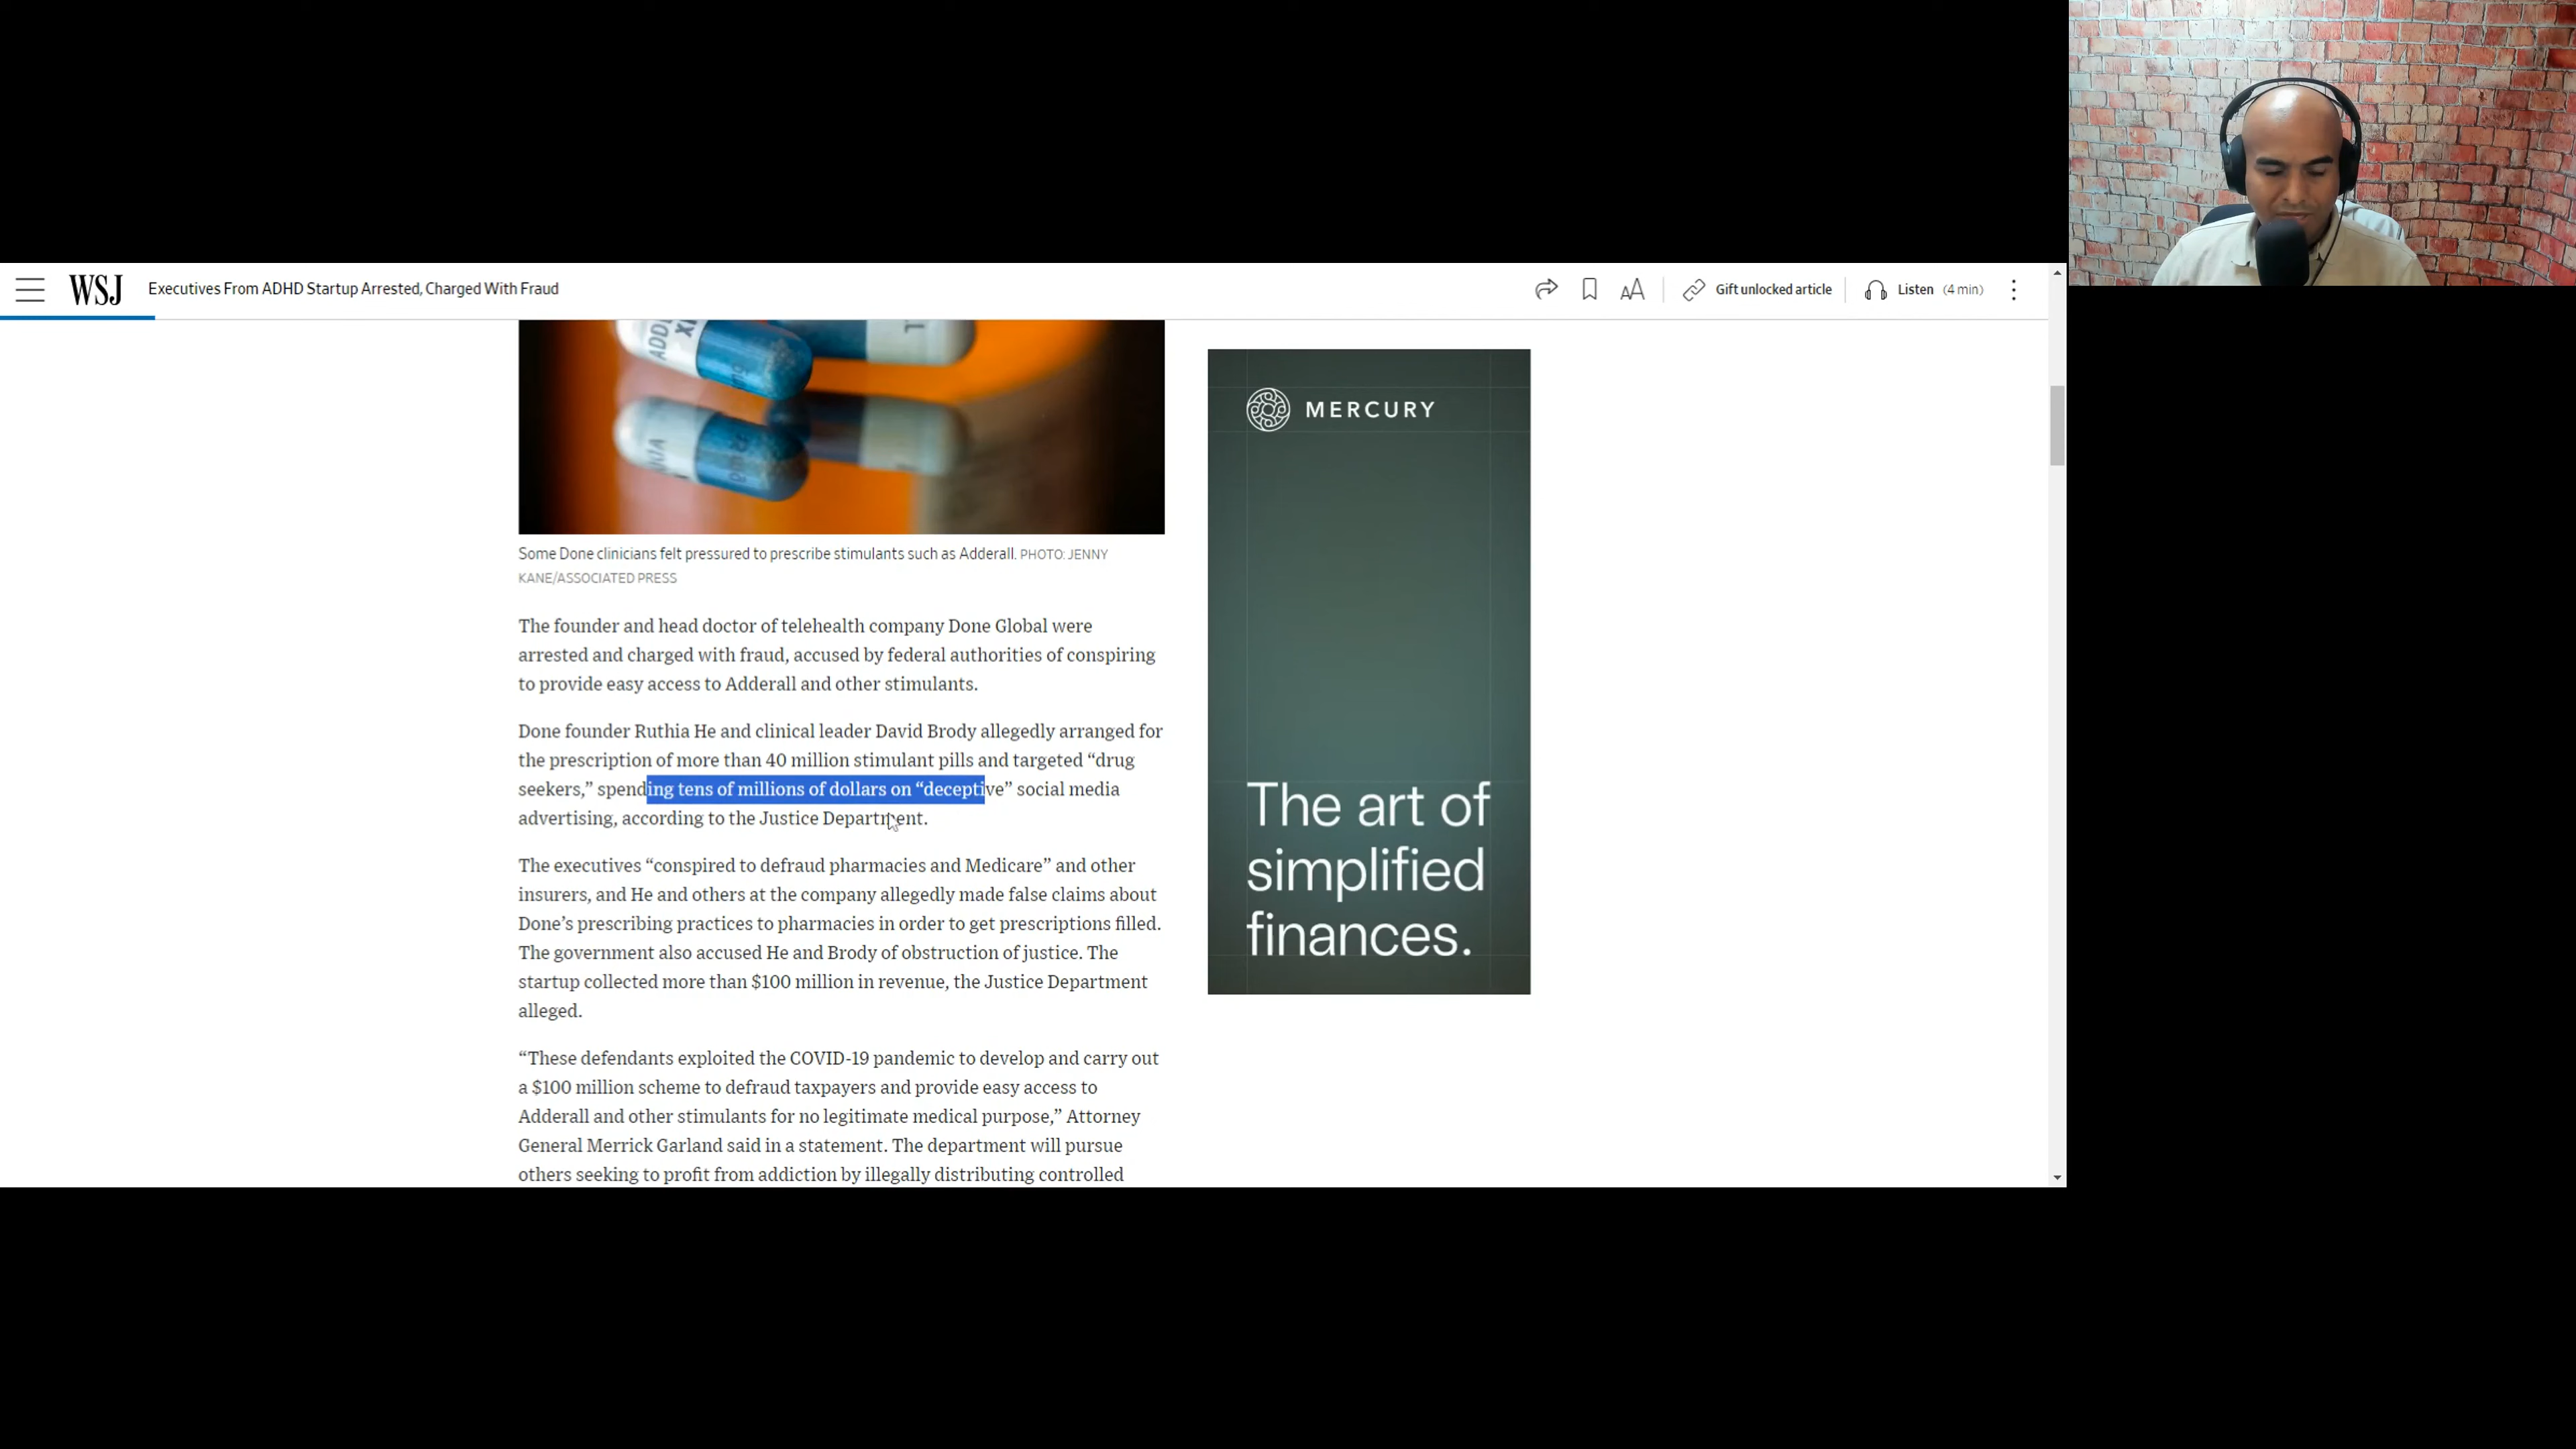 WSJ
Executives From ADHD Startup Arrested, Charged With Fraud
Gift unlocked article
Listen (4 min)
ADDE
XI
L
Some Done clinicians felt pressured to prescribe stimulants such as Adderall. PHOTO: JENNY
KANE/ASSOCIATED PRESS
The founder and head doctor of telehealth company Done Global were
arrested and charged with fraud, accused by federal authorities of conspiring
to provide easy access to Adderall and other stimulants.
Done founder Ruthia He and clinical leader David Brody allegedly arranged for
the prescription of more than 40 million stimulant pills and targeted “drug
seekers,” spending tens of millions of dollars on “deceptive” social media
advertising, according to the Justice Department.
The executives “conspired to defraud pharmacies and Medicare” and other
insurers, and He and others at the company allegedly made false claims about
Done’s prescribing practices to pharmacies in order to get prescriptions filled.
The government also accused He and Brody of obstruction of justice. The
startup collected more than $100 million in revenue, the Justice Department
alleged.
“These defendants exploited the COVID-19 pandemic to develop and carry out
a $100 million scheme to defraud taxpayers and provide easy access to
Adderall and other stimulants for no legitimate medical purpose,” Attorney
General Merrick Garland said in a statement. The department will pursue
others seeking to profit from addiction by illegally distributing controlled
MERCURY
The art of
simplified
finances.